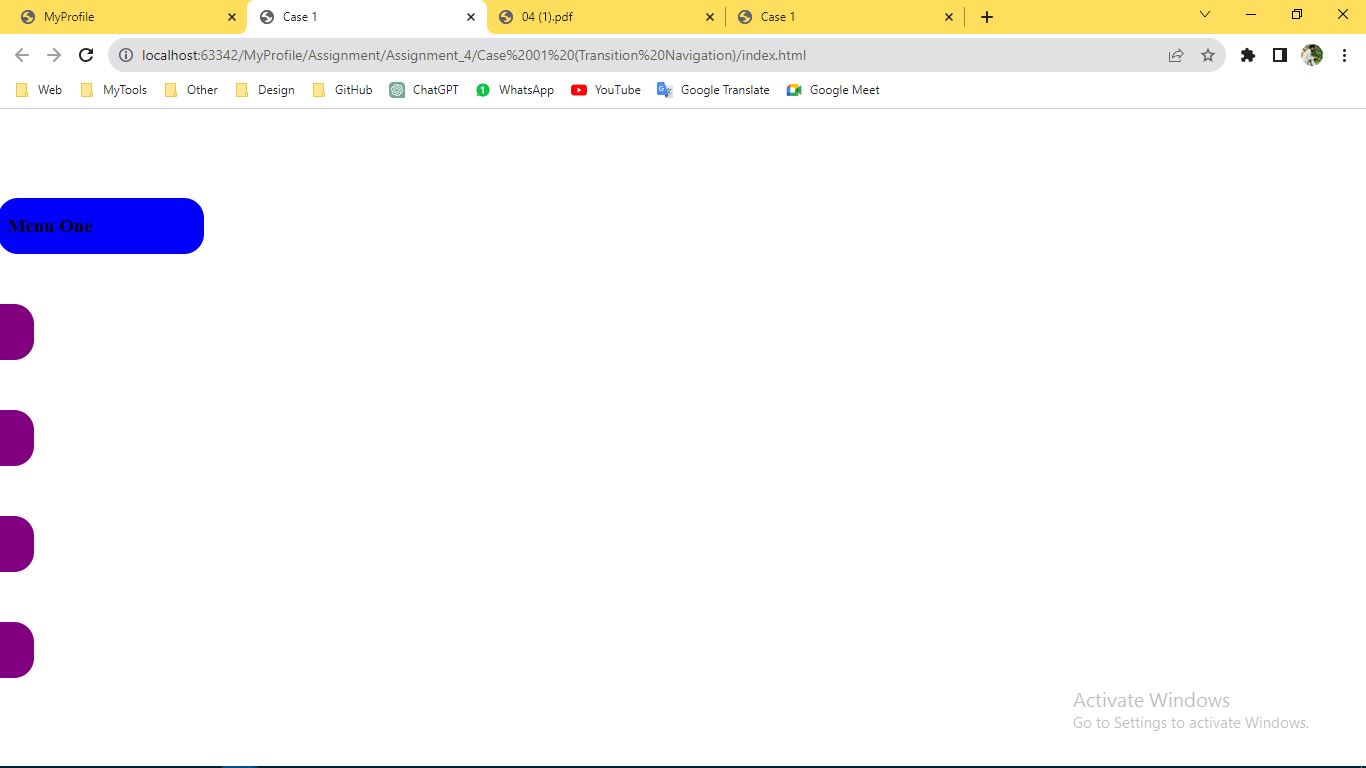 MyProfile
Case 1
04 (1).pdf
Case 1
localhost:63342/MyProfile/Assignment/Assignment_4/Case%2001%20(Transition%20Navigation)/index.html
Web
MyTools
Other
Design
GitHub
ChatGPT
1
WhatsApp
YouTube
Google Translate
Google Meet
Menu One
Activate Windows
Go to Settings to activate Windows.